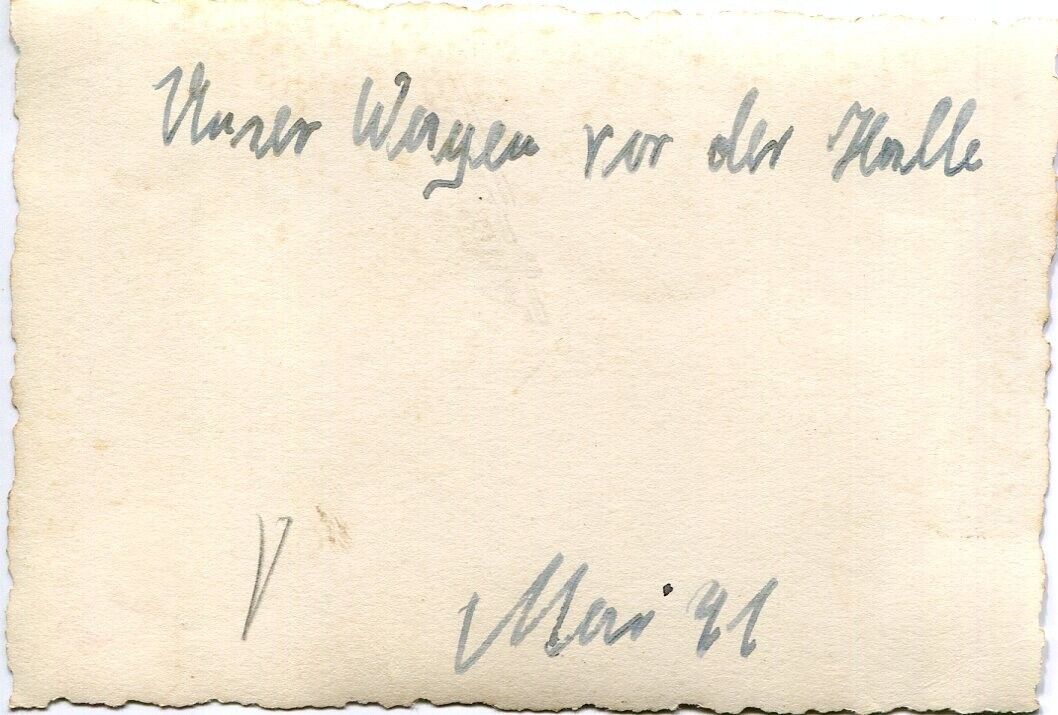 Unser Wagen vor der Halle
Mai 41